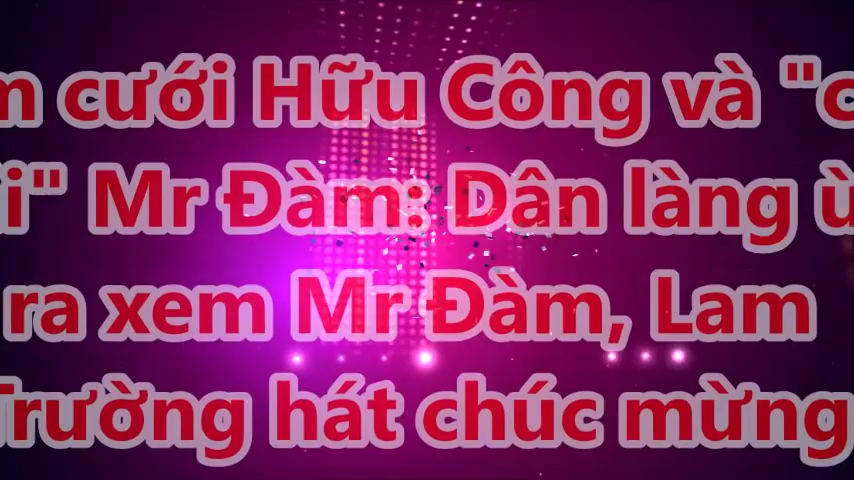 m cưới Hữu Công và "c
i" Mr Đàm: Dân làng ù
ra xem Mr Đàm, Lam
Trường hát chúc mừng